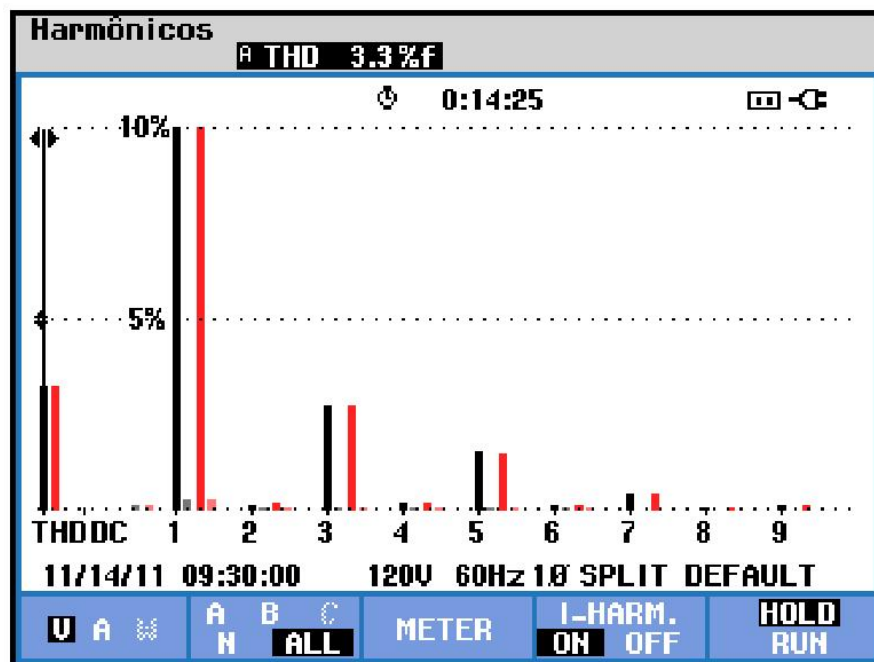 Harmônicos
A THD 3.3%f
0:14:25
10%
5%
THD DC 1 2 3 4 5 6 7 8 9
11/14/11 09:30:00 120V 60Hz 1Ø SPLIT DEFAULT
V A W A B C METER I-HARM. HOLD
N ALL ON OFF RUN